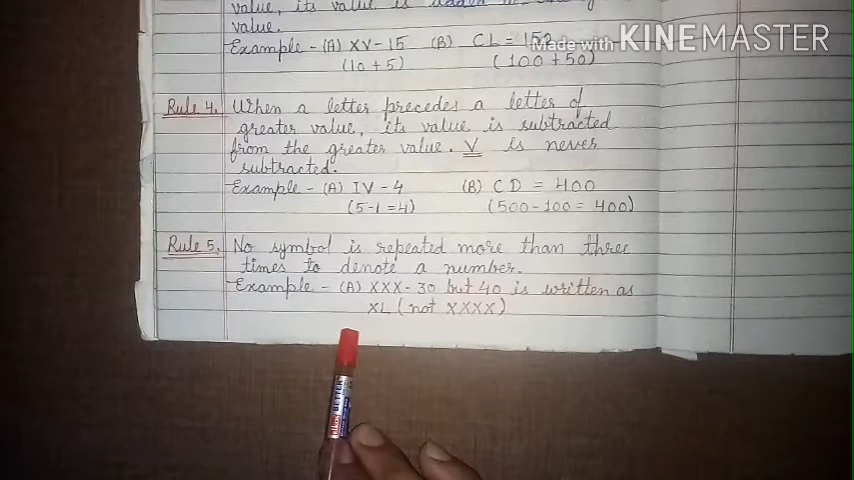 value, its value is added
value.
Example - (A) XV - 15 (B) CL = 150
(10 + 5) (100 + 50)
Made with KINEMASTER
Rule 4. When a letter precedes a letter of
greater value, its value is subtracted
from the greater value. V is never
subtracted.
Example - (A) IV - 4 (B) CD = 400
(5-1=4) (500-100 = 400)
Rule 5. No symbol is repeated more than three
times to denote a number.
Example - (A) XXX - 30 but 40 is written as
XL (not XXXX)